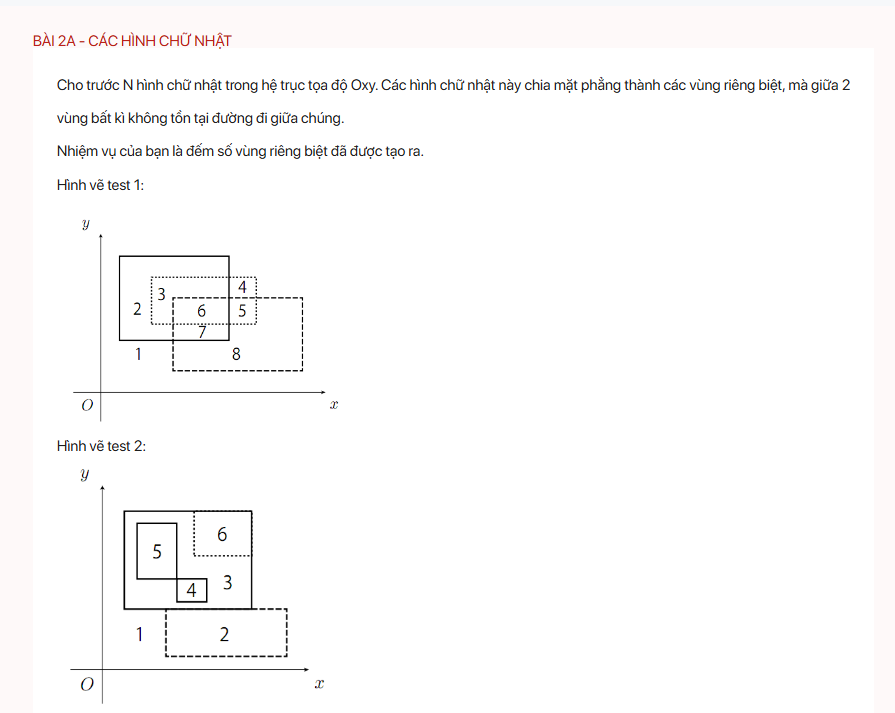 BÀI 2A - CÁC HÌNH CHỮ NHẬT
Cho trước N hình chữ nhật trong hệ trục tọa độ Oxy. Các hình chữ nhật này chia mặt phẳng thành các vùng riêng biệt, mà giữa 2
vùng bất kì không tồn tại đường đi giữa chúng.
Nhiệm vụ của bạn là đếm số vùng riêng biệt đã được tạo ra.
Hình vẽ test 1:
y
3
4
2
6
5
7
1
8
O
x
Hình vẽ test 2:
y
6
5
3
4
1
2
O
x